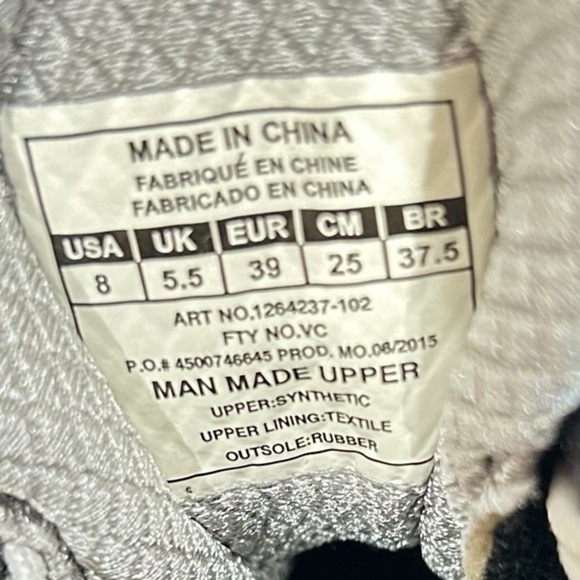 MADE IN CHINA
FABRIQUÉ EN CHINE
FABRICADO EN CHINA
USA UK EUR CM BR
8 5.5 39 25 37.5
ART NO.1264237-102
FTY NO.VC
P.O.# 4500746645 PROD. MO.06/2015
MAN MADE UPPER
UPPER:SYNTHETIC
UPPER LINING:TEXTILE
OUTSOLE:RUBBER